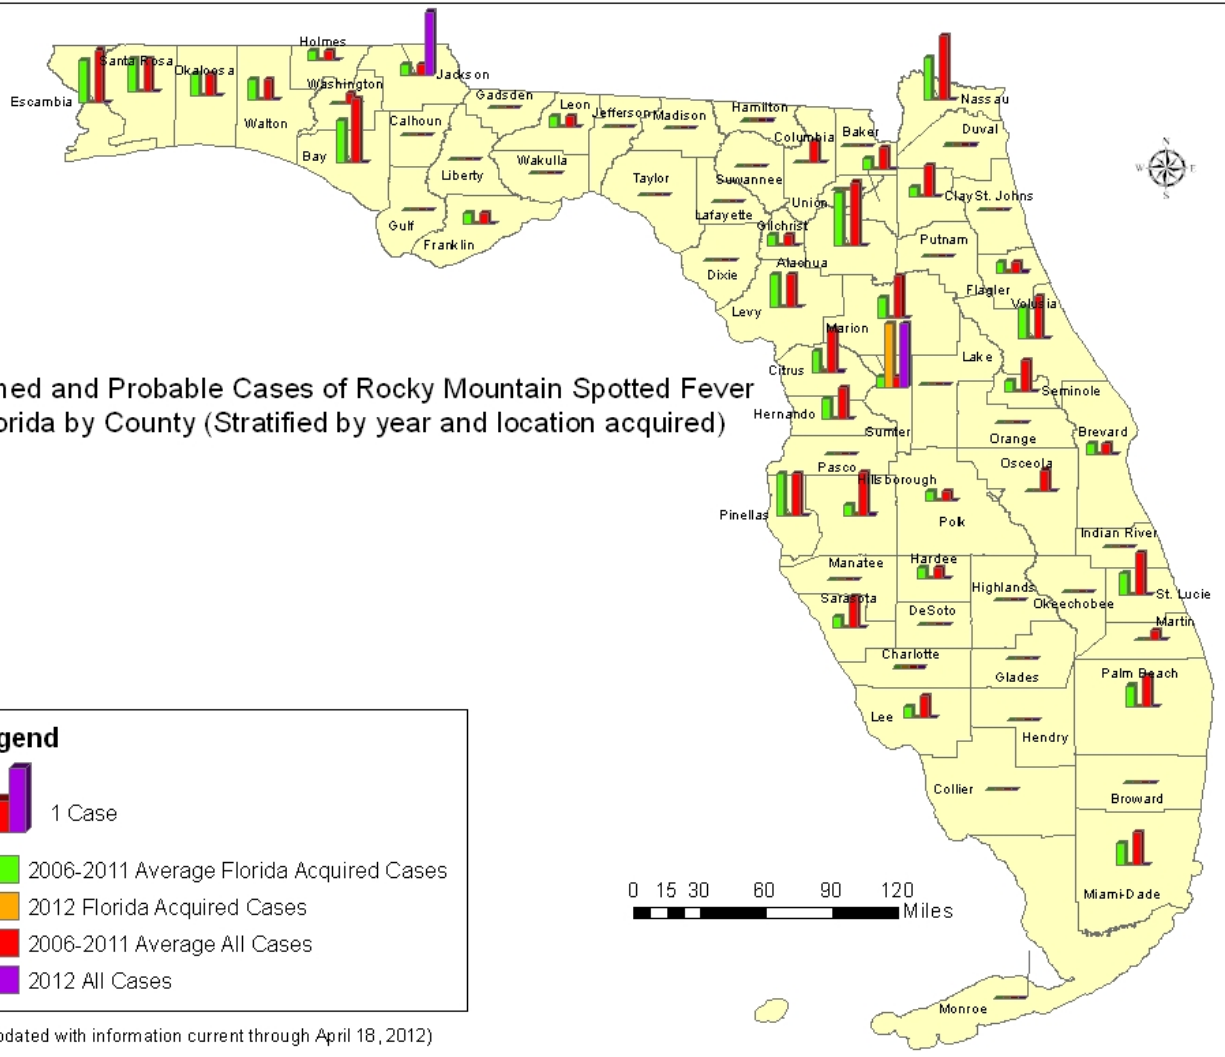 Holmes
Santa Rosa
Okaloosa
Jackson
Escambia
Washington
Walton
Bay
Gadsden
Leon
Jefferson
Madison
Hamilton
Calhoun
Liberty
Wakulla
Gulf
Franklin
Taylor
Columbia
Baker
Nassau
Duval
Suwannee
Lafayette
Union
Clay
St. Johns
Gilchrist
Putnam
Dixie
Alachua
Flagler
Levy
Volusia
Marion
Citrus
Lake
Seminole
Hernando
Sumter
Orange
Brevard
Pasco
Hillsborough
Osceola
Pinellas
Polk
Indian River
Manatee
Hardee
Highlands
Okeechobee
St. Lucie
Sarasota
DeSoto
Martin
Charlotte
Glades
Palm Beach
Lee
Hendry
Collier
Broward
Miami-Dade
Monroe
N
W E
S
ned and Probable Cases of Rocky Mountain Spotted Fever
orida by County (Stratified by year and location acquired)
gend
1 Case
2006-2011 Average Florida Acquired Cases
2012 Florida Acquired Cases
2006-2011 Average All Cases
2012 All Cases
0 15 30 60 90 120
Miles
pdated with information current through April 18, 2012)